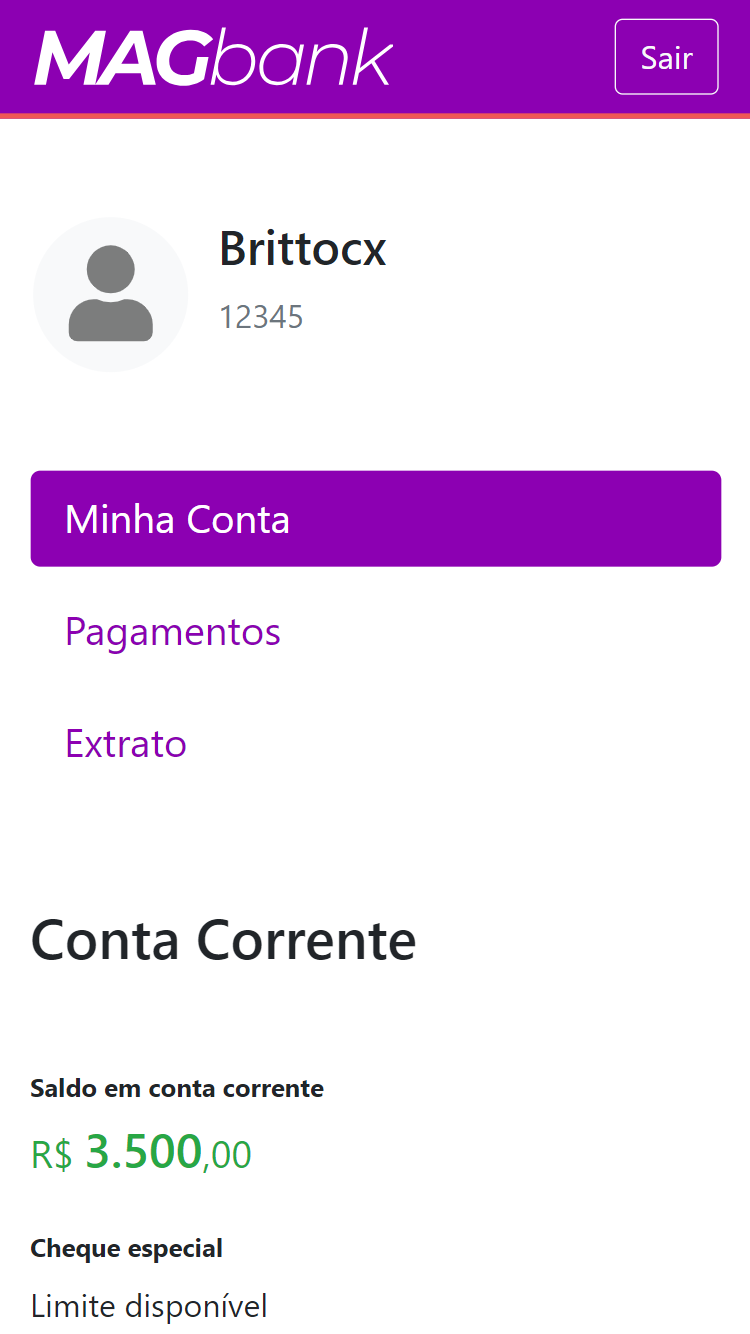 MAGbank
Sair
Brittocx
12345
Minha Conta
Pagamentos
Extrato
Conta Corrente
Saldo em conta corrente
R$ 3.500,00
Cheque especial
Limite disponível